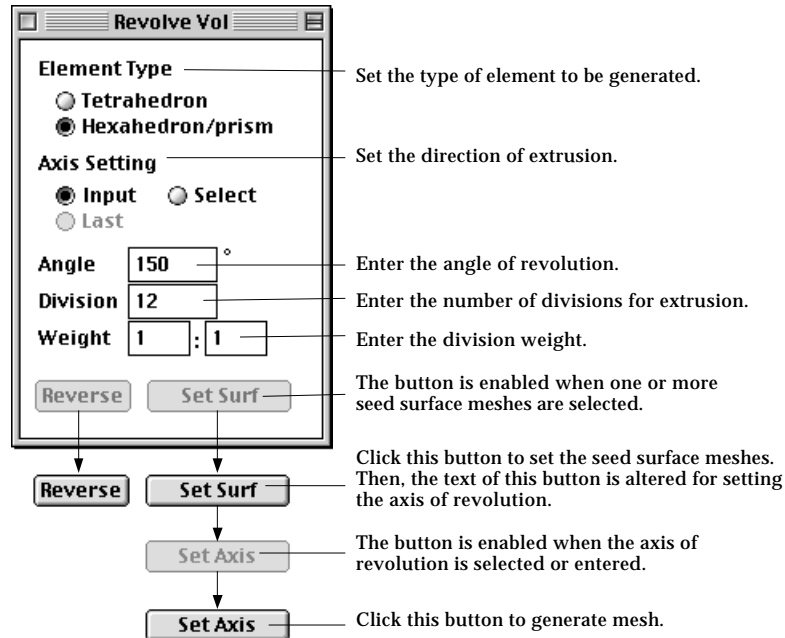 Revolve Vol
Element Type
Set the type of element to be generated.
Tetrahedron
Hexahedron/prism
Axis Setting
Set the direction of extrusion.
Input Select
Last
Angle 150 °
Enter the angle of revolution.
Division 12
Enter the number of divisions for extrusion.
Weight 1 : 1
Enter the division weight.
Reverse Set Surf
The button is enabled when one or more
seed surface meshes are selected.
Reverse Set Surf
Click this button to set the seed surface meshes.
Then, the text of this button is altered for setting
the axis of revolution.
Set Axis
The button is enabled when the axis of
revolution is selected or entered.
Set Axis
Click this button to generate mesh.